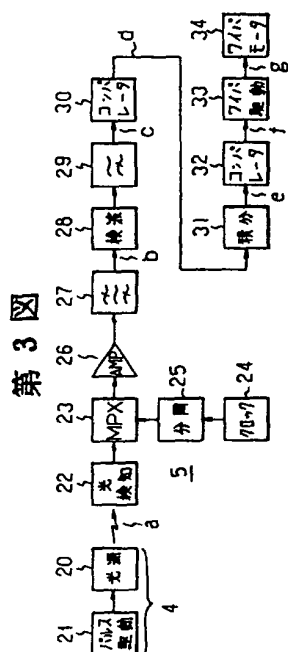 第3図
21
パルス
駆動
20
光源
4
a
22
光検知
23
MPX
25
分周
24
クロック
5
26
AMP
27
b
28
検波
29
c
30
コンパ
レータ
d
31
積分
e
32
コンパ
レータ
f
33
ワイパ
駆動
g
34
ワイパ
モータ